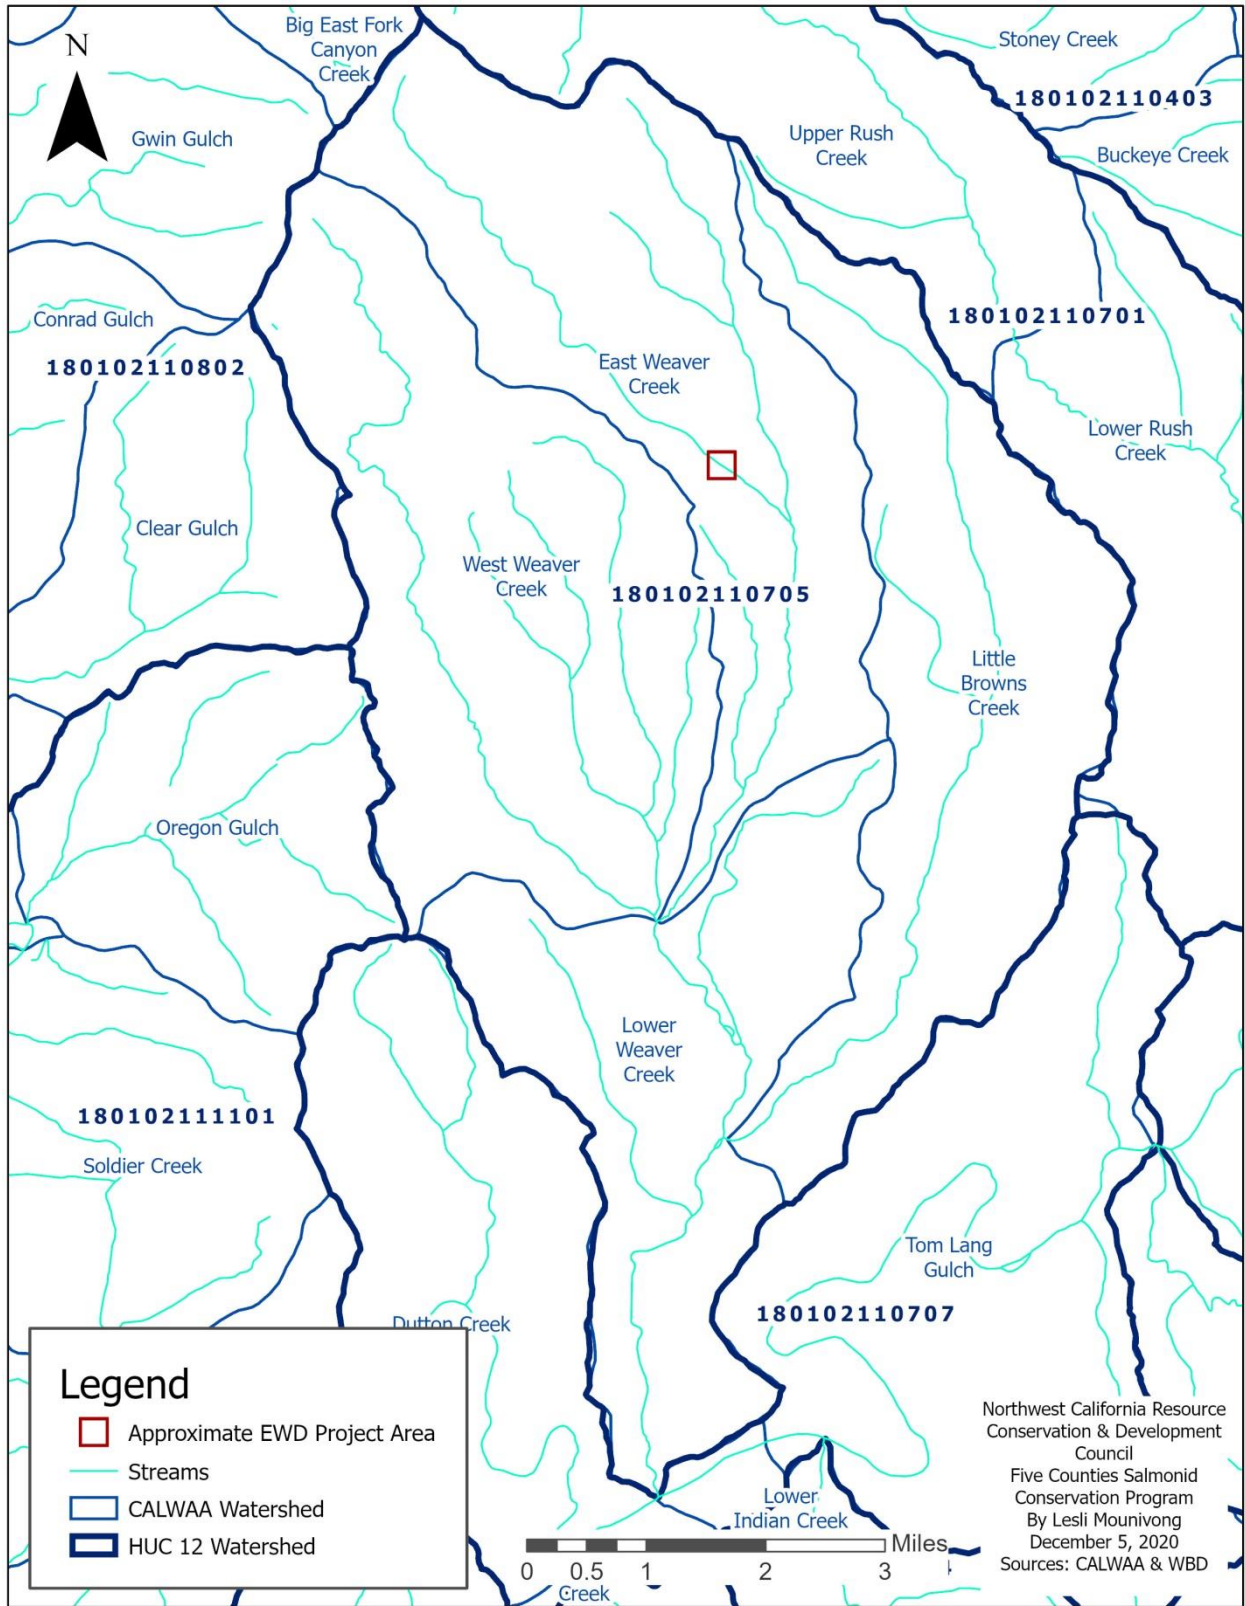 N
Big East Fork
Canyon
Creek
Stoney Creek
180102110403
Gwin Gulch
Upper Rush
Creek
Buckeye Creek
Conrad Gulch
180102110701
180102110802
East Weaver
Creek
Lower Rush
Creek
Clear Gulch
West Weaver
Creek
180102110705
Little
Browns
Creek
Oregon Gulch
Lower
Weaver
Creek
180102111101
Soldier Creek
Tom Lang
Gulch
180102110707
Dutton Creek
Legend
Approximate EWD Project Area
Streams
CALWAA Watershed
HUC 12 Watershed
Lower
Indian Creek
Miles
0 0.5 1 2 3
Creek
Northwest California Resource
Conservation & Development
Council
Five Counties Salmonid
Conservation Program
By Lesli Mounivong
December 5, 2020
Sources: CALWAA & WBD